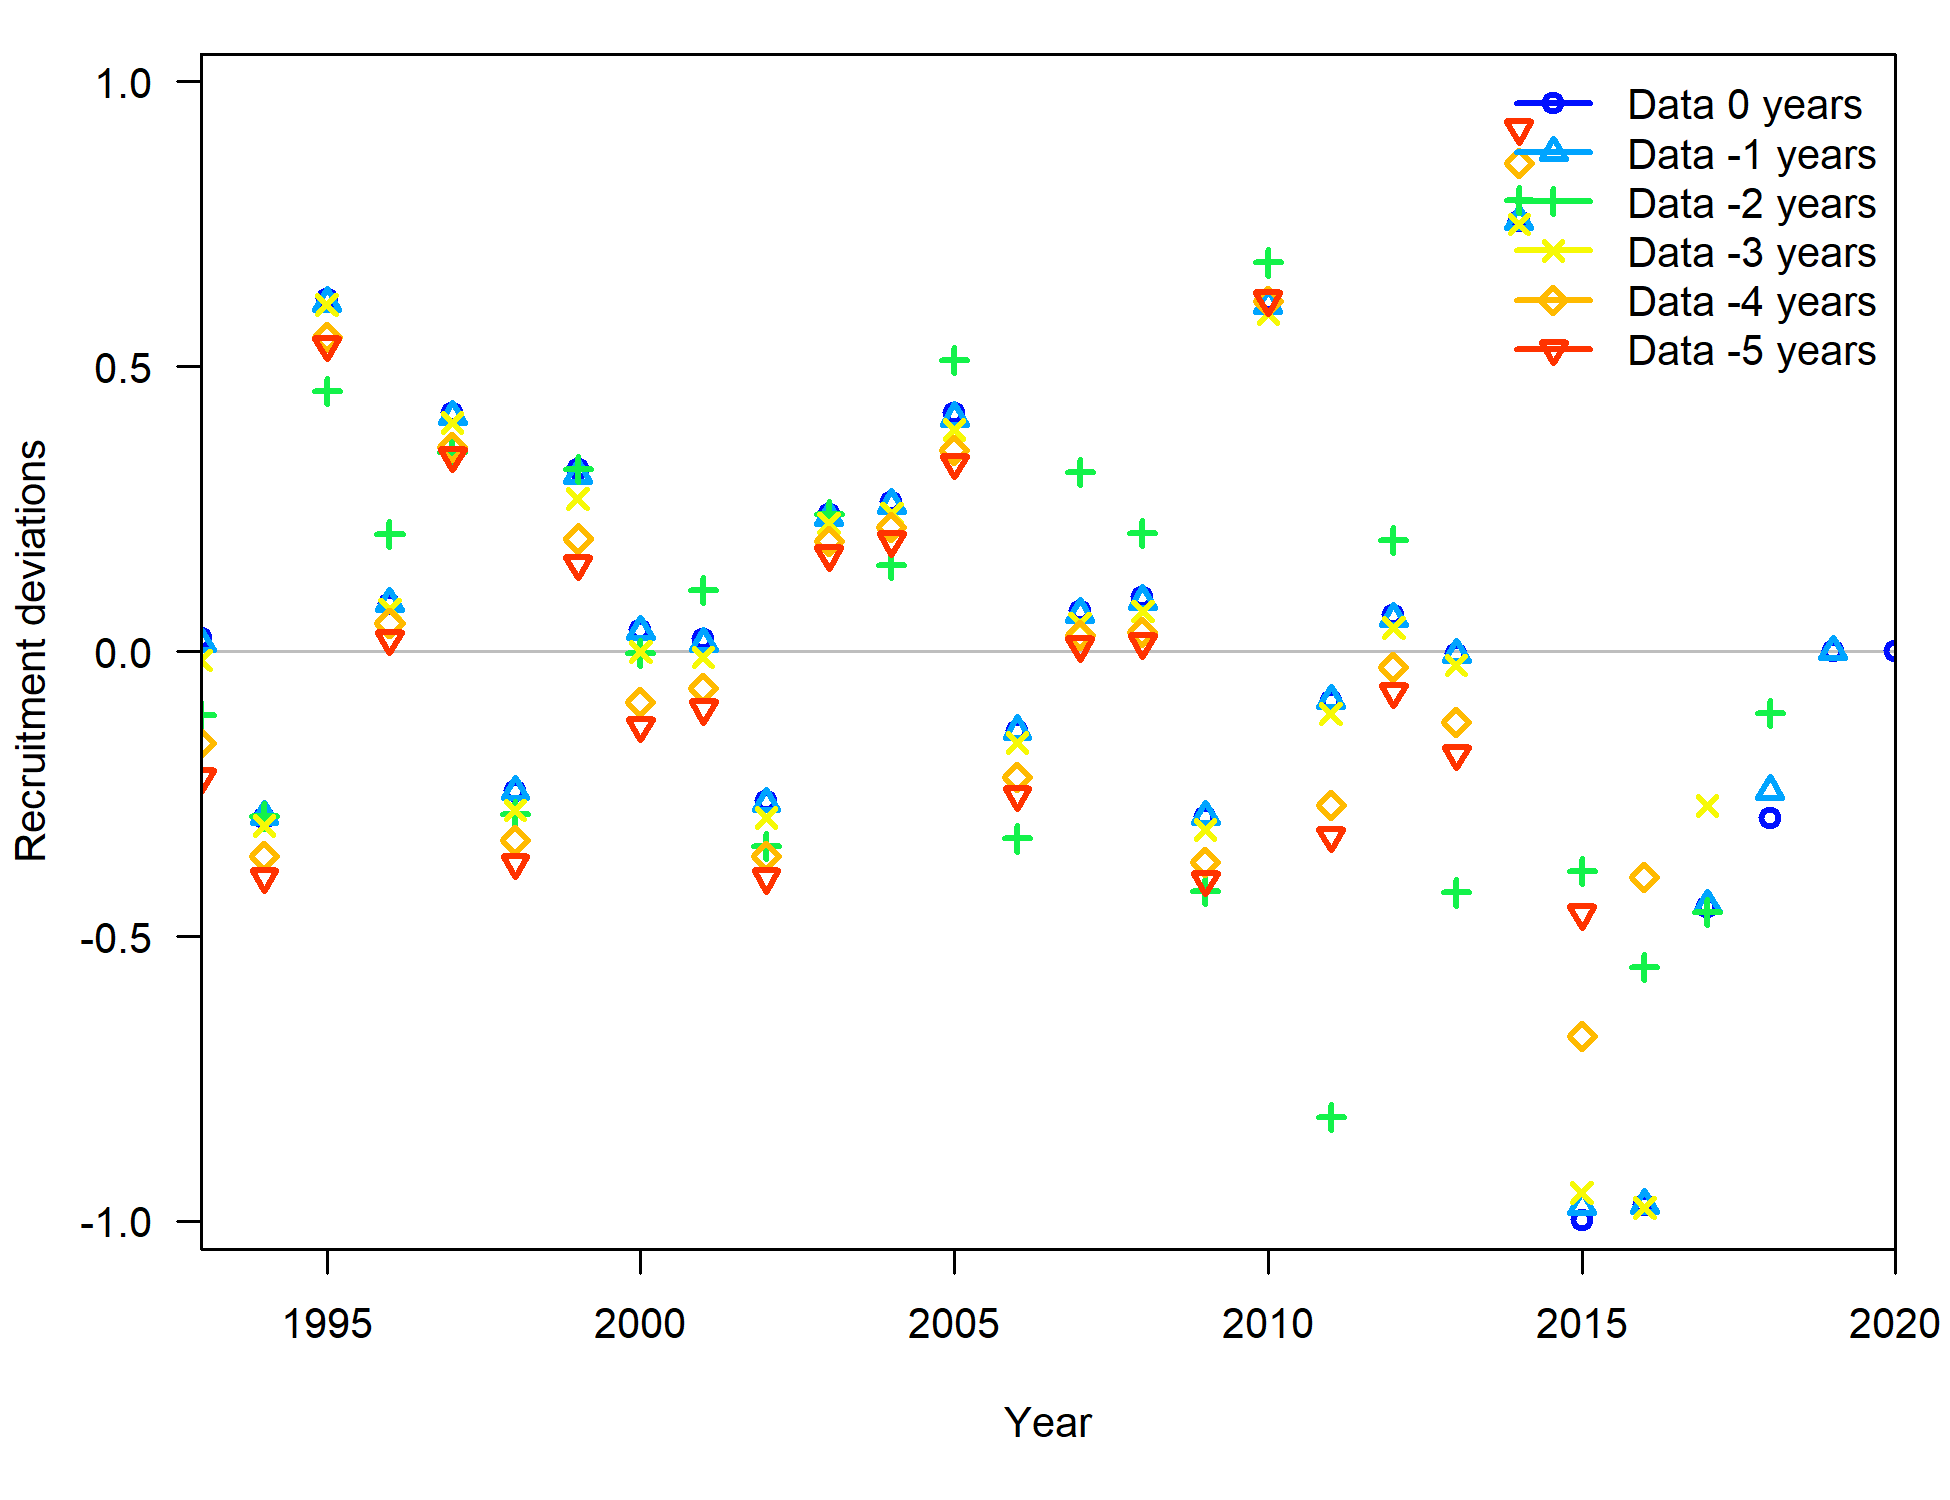 1.0
0.5
0.0
-0.5
-1.0
Recruitment deviations
Data 0 years
Data -1 years
Data -2 years
Data -3 years
Data -4 years
Data -5 years
1995 2000 2005 2010 2015 2020
Year